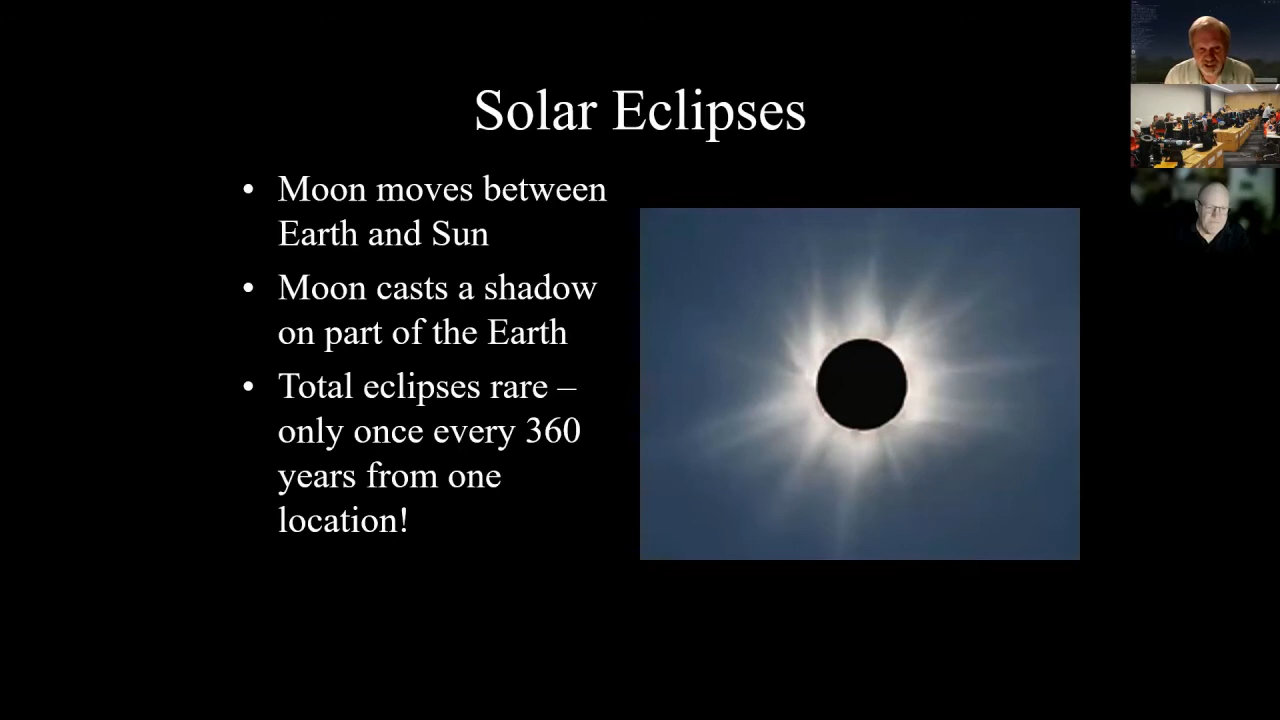 Solar Eclipses
• Moon moves between
Earth and Sun
• Moon casts a shadow
on part of the Earth
• Total eclipses rare –
only once every 360
years from one
location!